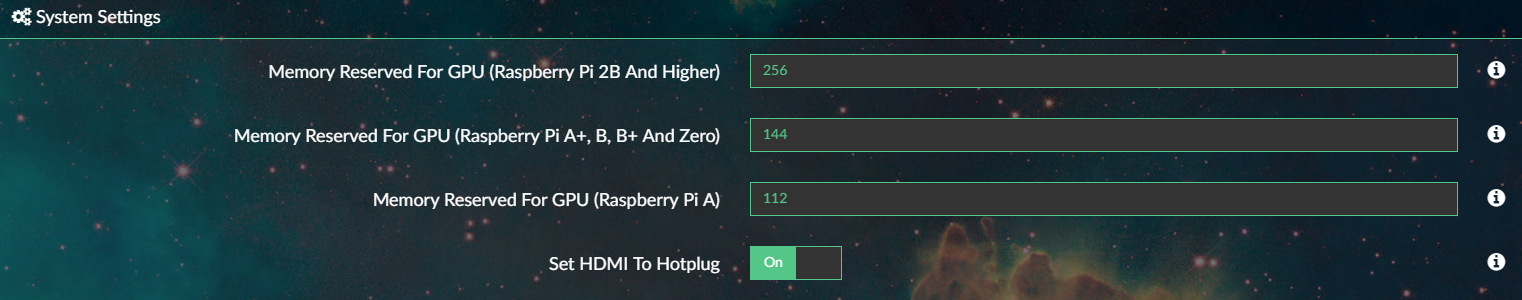 System Settings
Memory Reserved For GPU (Raspberry Pi 2B And Higher) 256
Memory Reserved For GPU (Raspberry Pi A+, B, B+ And Zero) 144
Memory Reserved For GPU (Raspberry Pi A) 112
Set HDMI To Hotplug On